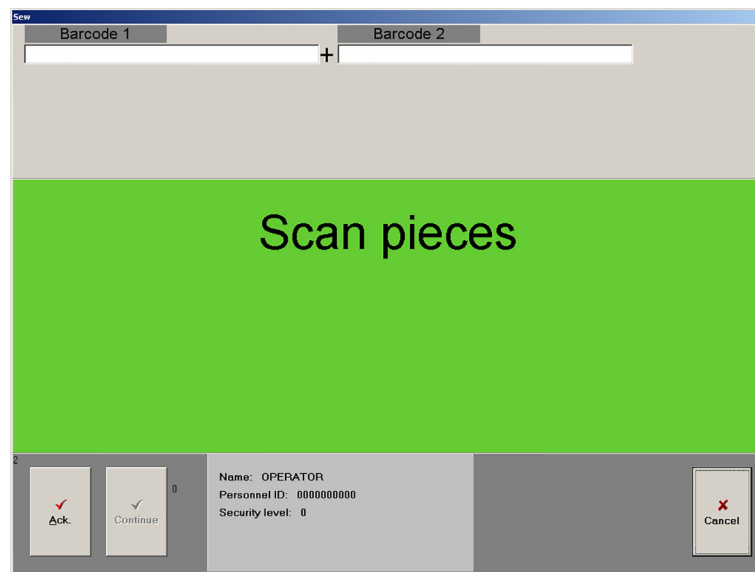 Sew
Barcode 1
Barcode 2
+
Scan pieces
2
Ack.
Continue
0
Name: OPERATOR
Personnel ID: 0000000000
Security level: 0
Cancel